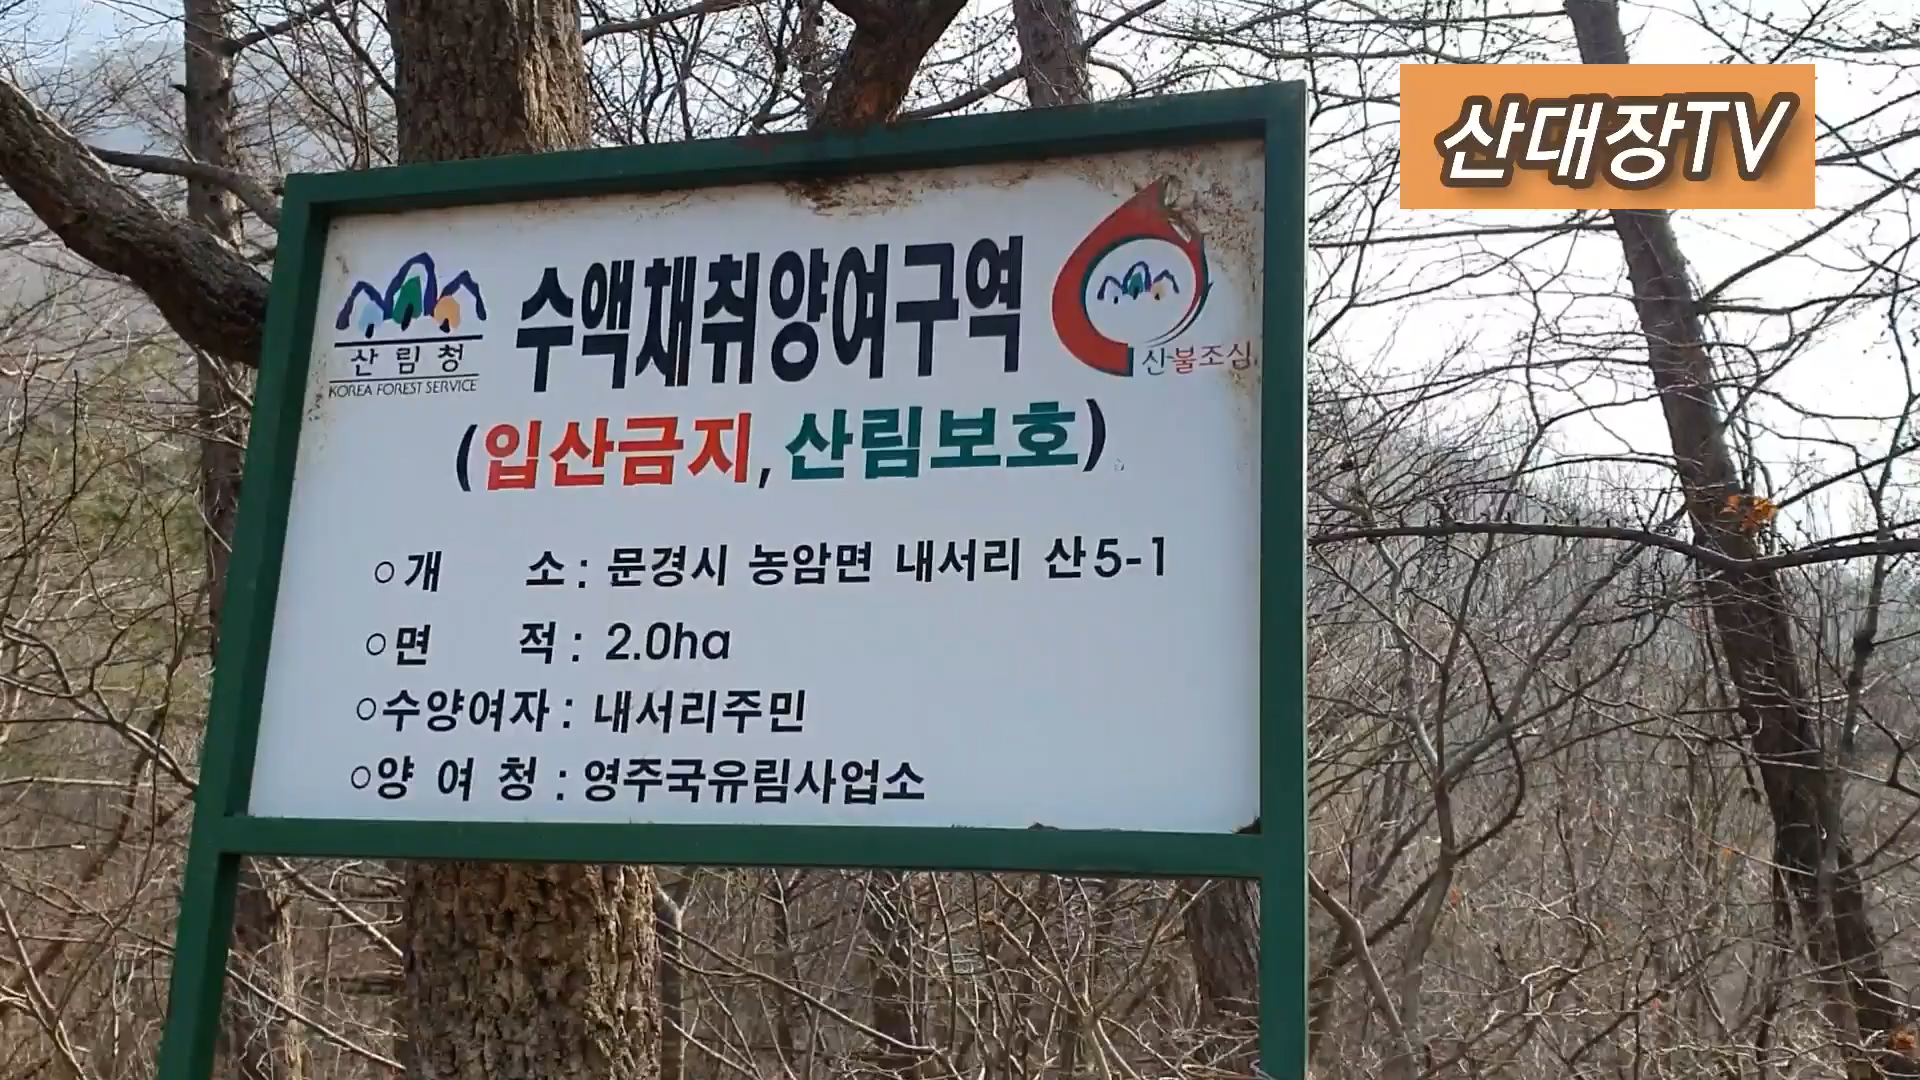 산대장TV
산림청
KOREA FOREST SERVICE
수액채취양여구역
산불조심
(입산금지, 산림보호)
○개 소 : 문경시 농암면 내서리 산5-1
○면 적 : 2.0ha
○수양여자 : 내서리주민
○양 여 청 : 영주국유림사업소